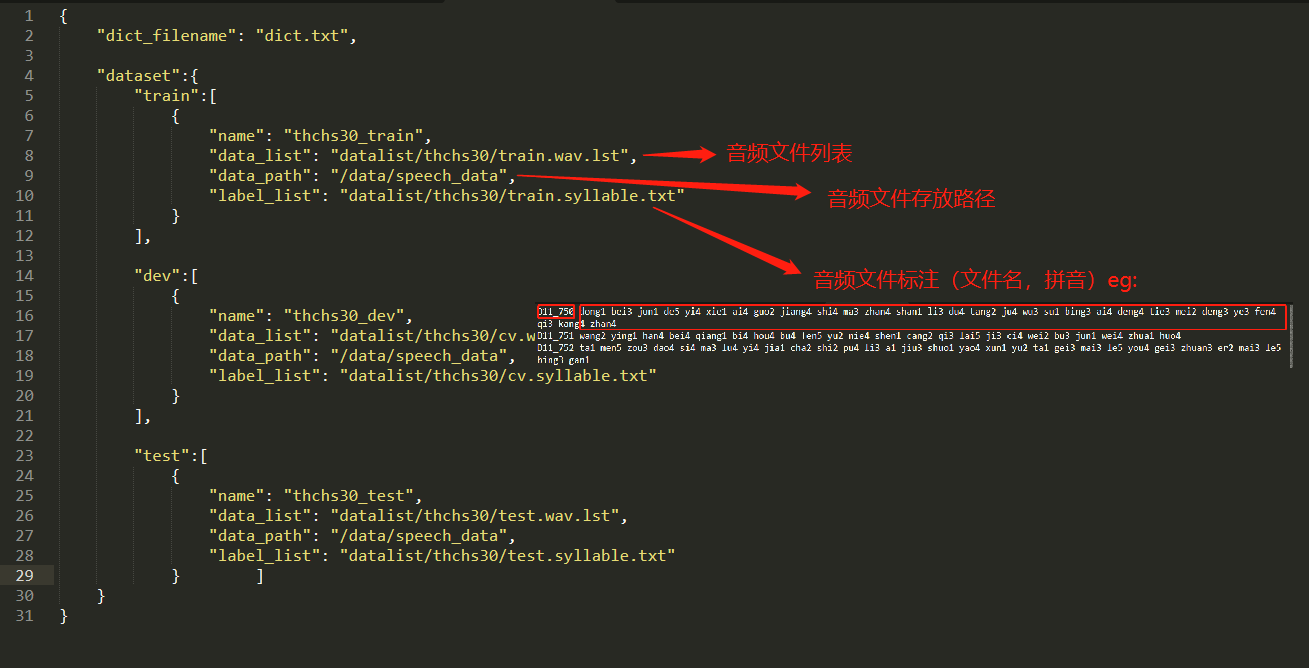 1 {
2 "dict_filename": "dict.txt",
3
4 "dataset":{
5 "train":[
6 {
7 "name": "thchs30_train",
8 "data_list": "datalist/thchs30/train.wav.lst", 音频文件列表
9 "data_path": "/data/speech_data",
10 "label_list": "datalist/thchs30/train.syllable.txt" 音频文件存放路径
11 }
12 ],
13
14 "dev":[ 音频文件标注（文件名，拼音）eg:
15 {
16 "name": "thchs30_dev",
17 "data_list": "datalist/thchs30/cv.w
18 "data_path": "/data/speech_data",
19 "label_list": "datalist/thchs30/cv.syllable.txt"
D11_750 dong1 bei3 jun1 de5 yi4 xie1 ai4 guo2 jiang4 shi4 ma3 zhan4 shan1 li3 du4 tang2 ju4 wu3 su1 bing3 ai4 deng4 tie3 mei2 deng3 ye3 fen4
qi3 kang4 zhan4
D11_751 wang2 ying1 han4 bei4 qiang1 bi4 hou4 bu4 fen5 yu2 nie4 shen1 cang2 qi3 lai5 ji3 ci4 wei2 bu3 jun1 wei4 zhua1 huo4
D11_752 ta1 men5 zou3 dao4 si4 ma3 lu4 yi4 jia1 cha2 shi2 pu4 li3 a1 jiu3 shuo1 yao4 xun1 yu2 ta1 gei3 mai3 le5 you4 gei3 zhuan3 er2 mai3 le5
bing3 gan1
20 }
21 ],
22
23 "test":[
24 {
25 "name": "thchs30_test",
26 "data_list": "datalist/thchs30/test.wav.lst",
27 "data_path": "/data/speech_data",
28 "label_list": "datalist/thchs30/test.syllable.txt"
29 } ]
30 }
31 }